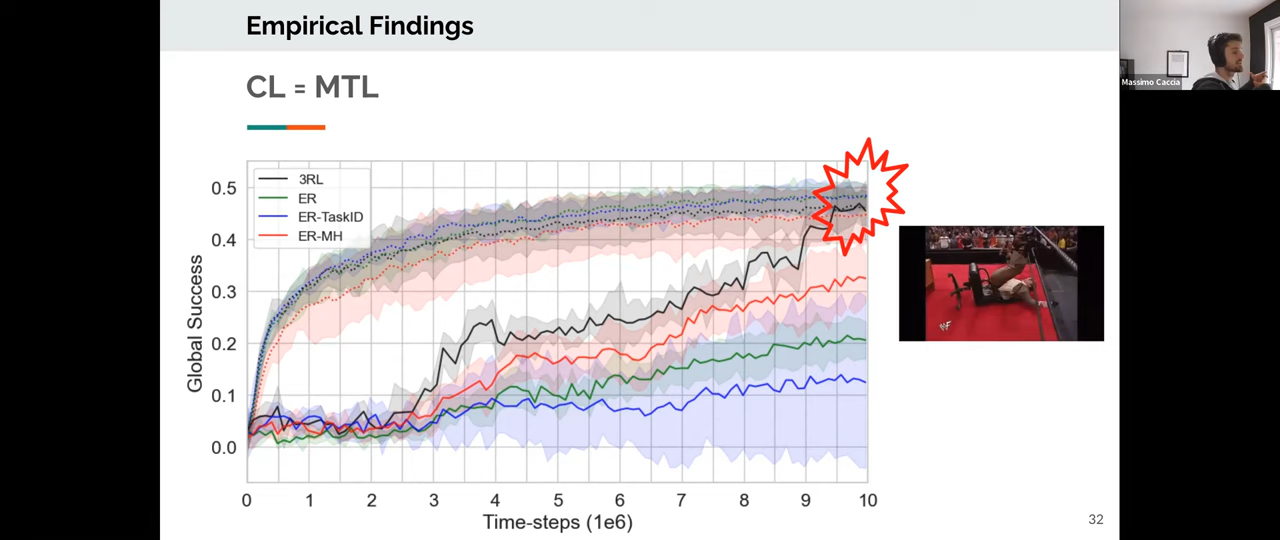 Empirical Findings
CL = MTL
3RL
ER
ER-TaskID
ER-MH
0.5
0.4
0.3
0.2
0.1
0.0
Global Success
0 1 2 3 4 5 6 7 8 9 10
Time-steps (1e6)
32
Massimo Caccia